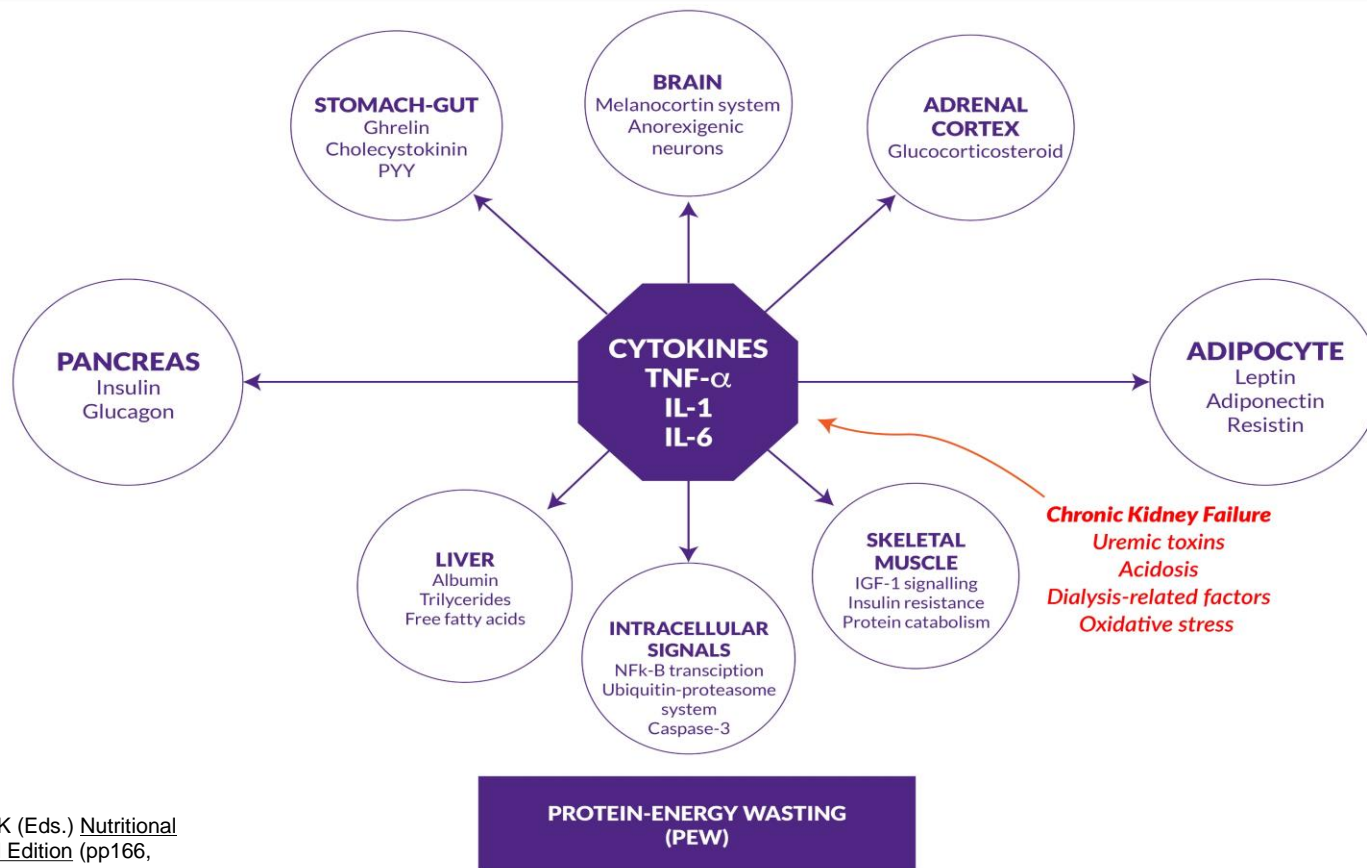 BRAIN
Melanocortin system
Anorexigenic
neurons
STOMACH-GUT
Ghrelin
Cholecystokinin
PYY
ADRENAL
CORTEX
Glucocorticosteroid
PANCREAS
Insulin
Glucagon
CYTOKINES
TNF-α
IL-1
IL-6
ADIPOCYTE
Leptin
Adiponectin
Resistin
Chronic Kidney Failure
Uremic toxins
Acidosis
Dialysis-related factors
Oxidative stress
LIVER
Albumin
Trilycerides
Free fatty acids
INTRACELLULAR
SIGNALS
NFk-B transciption
Ubiquitin-proteasome
system
Caspase-3
SKELETAL
MUSCLE
IGF-1 signalling
Insulin resistance
Protein catabolism
PROTEIN-ENERGY WASTING
(PEW)
K (Eds.) Nutritional
Edition (pp166,